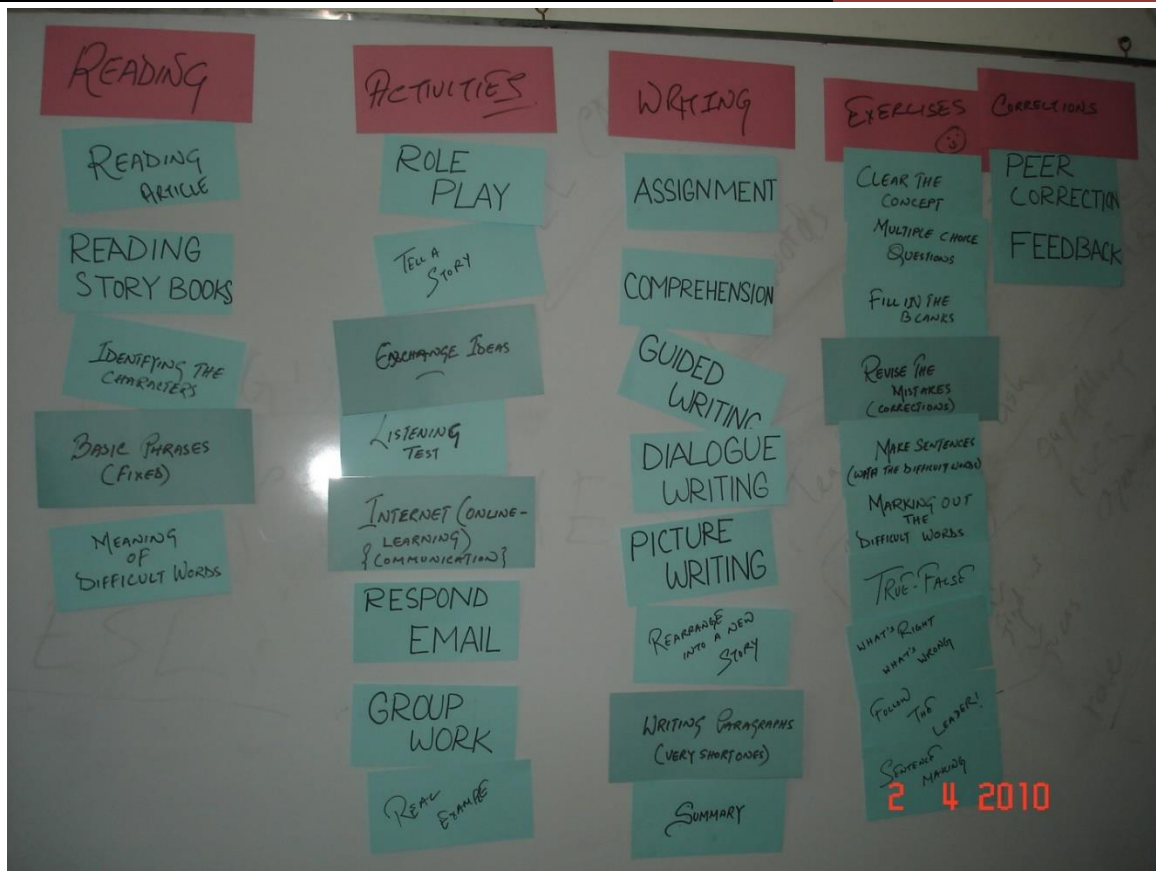 READING
READING
ARTICLE
READING
STORY BOOKS
IDENTIFYING THE
CHARACTERS
BASIC PHRASES
(FIXED)
MEANING
OF
DIFFICULT WORDS
ACTIVITIES
ROLE
PLAY
TELL A
STORY
EXCHANGE IDEAS
LISTENING
TEST
INTERNET (ONLINE-
LEARNING)
{COMMUNICATION}
RESPOND
EMAIL
GROUP
WORK
REAL
EXAMPLE
WRITING
ASSIGNMENT
COMPREHENSION
GUIDED
WRITING
DIALOGUE
WRITING
PICTURE
WRITING
REARRANGE
INTO A NEW
STORY
WRITING PARAGRAPHS
(VERY SHORT ONES)
SUMMARY
EXERCISES
CLEAR THE
CONCEPT
MULTIPLE CHOICE
QUESTIONS
FILL IN THE
BLANKS
REVISE THE
MISTAKES
(CORRECTIONS)
MAKE SENTENCES
(WITH THE DIFFICULT WORDS)
MARKING OUT
THE
DIFFICULT WORDS
TRUE-FALSE
WHAT'S RIGHT
WHAT'S WRONG
FOLLOW
THE
LEADER!
SENTENCE
MAKING
CORRECTIONS
PEER
CORRECTION
FEEDBACK
ESL
2 4 2010